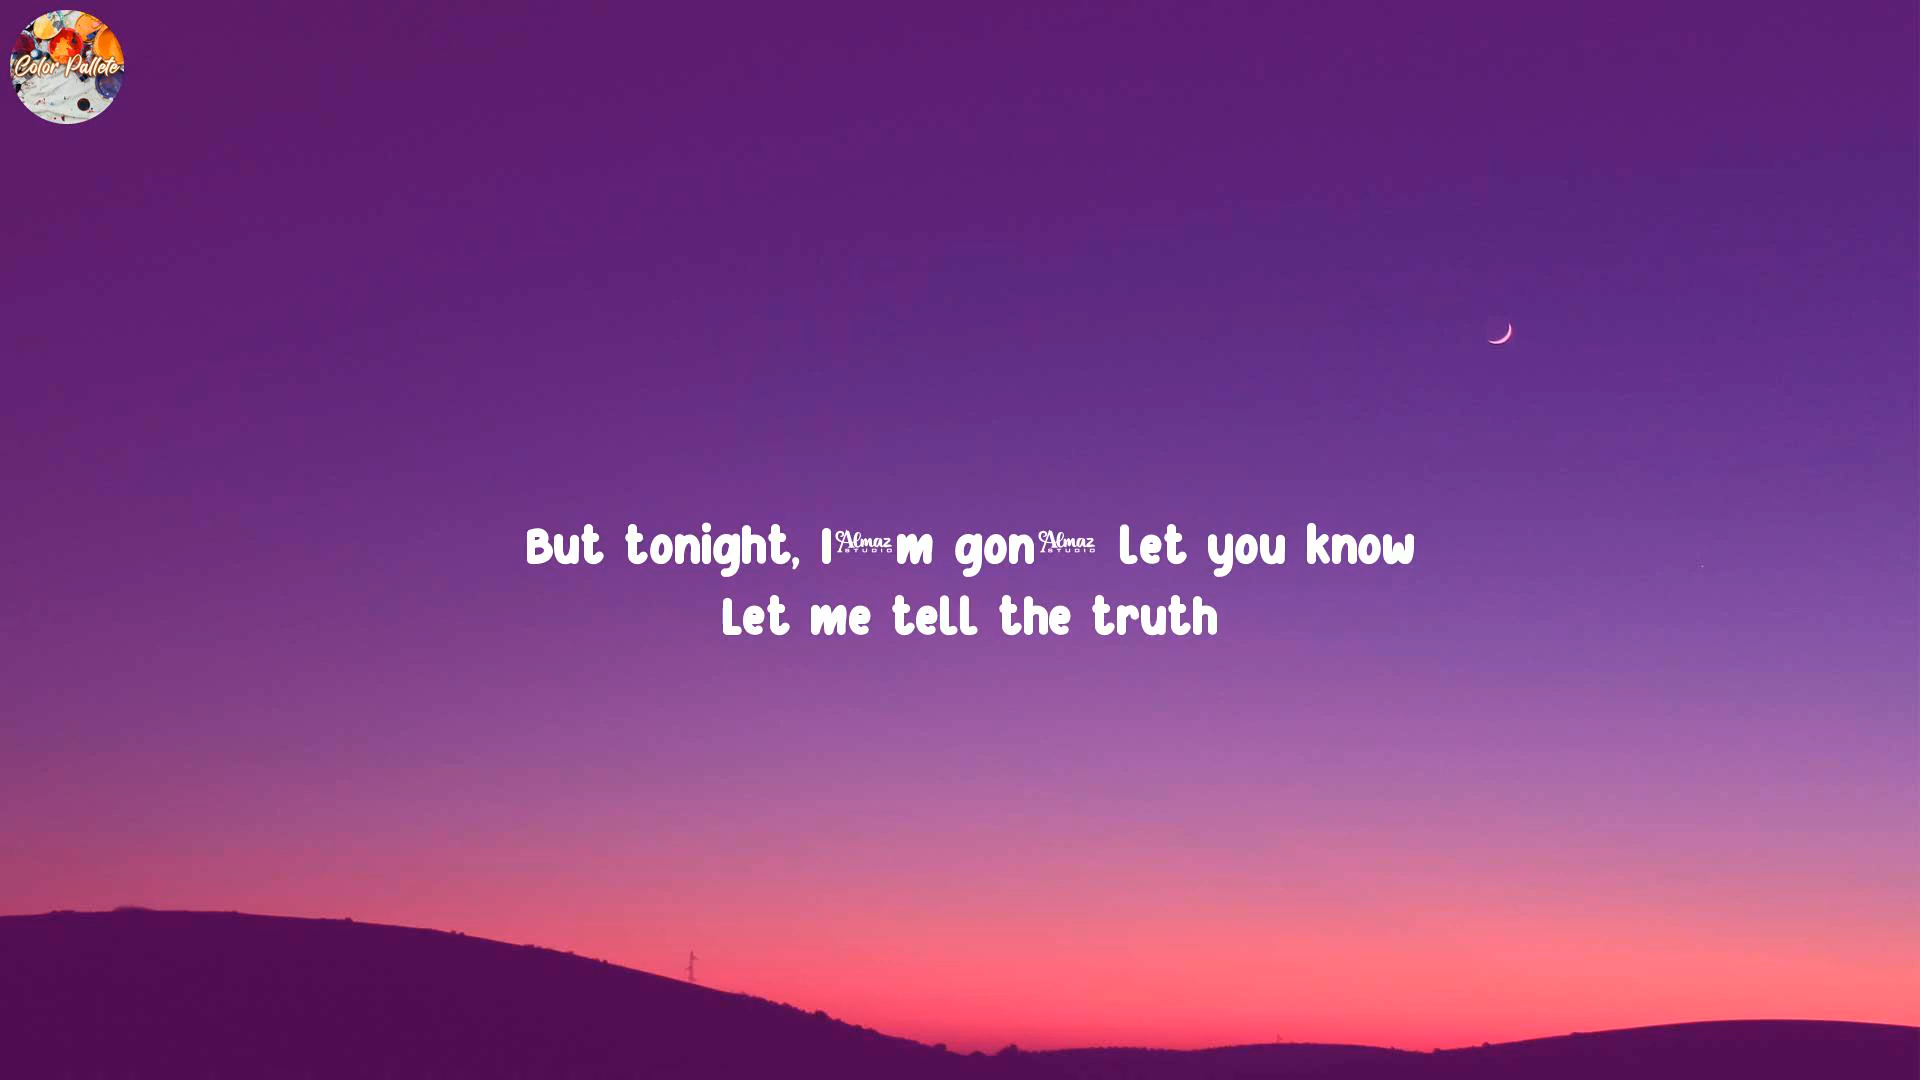 Color Pallete
But tonight, I Almaz STUDIO m gon Almaz STUDIO let you know
Let me tell the truth